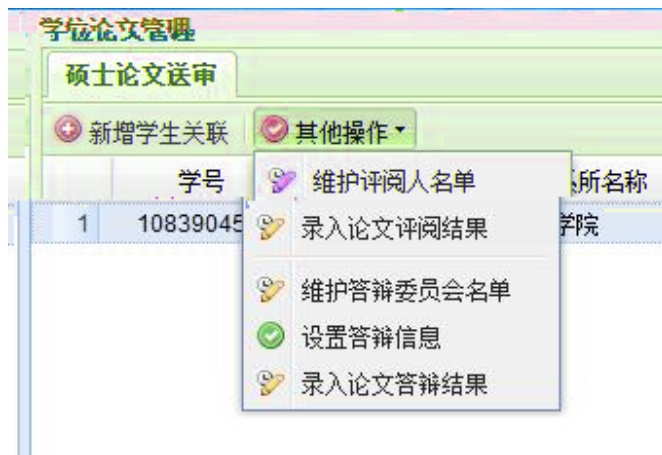 学位论文管理
硕士论文送审
新增学生关联 其他操作
学号 所名称
1 10839045 学院
维护评阅人名单
录入论文评阅结果
维护答辩委员会名单
设置答辩信息
录入论文答辩结果